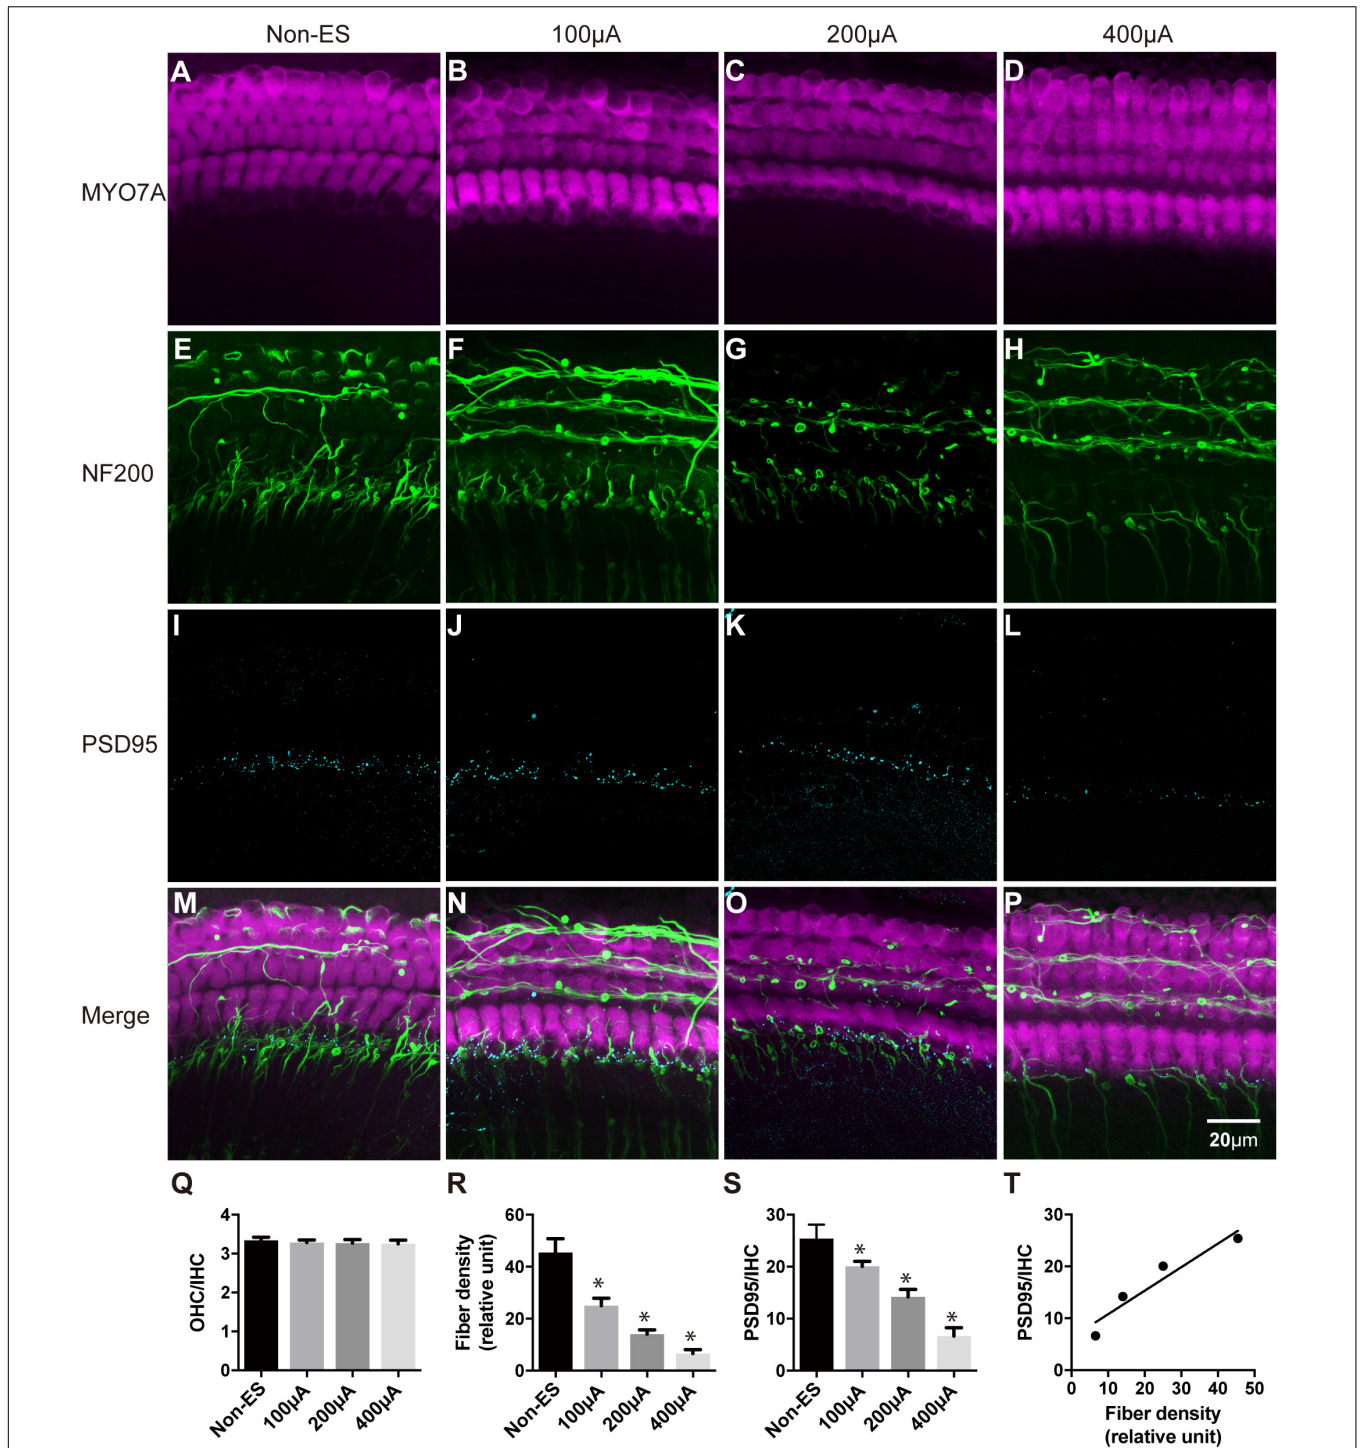 Non-ES 100μA 200μA 400μA
A B C D
MYO7A
E F G H
NF200
I J K L
PSD95
M N O P
Merge
20μm
Q R S T
OHC/IHC
4
3
2
1
0
Non-ES 100μA 200μA 400μA
Fiber density
(relative unit)
60
40
20
0
* * *
Non-ES 100μA 200μA 400μA
PSD95/IHC
30
20
10
0
* * *
Non-ES 100μA 200μA 400μA
PSD95/IHC
30
20
10
0
0 10 20 30 40 50
Fiber density
(relative unit)